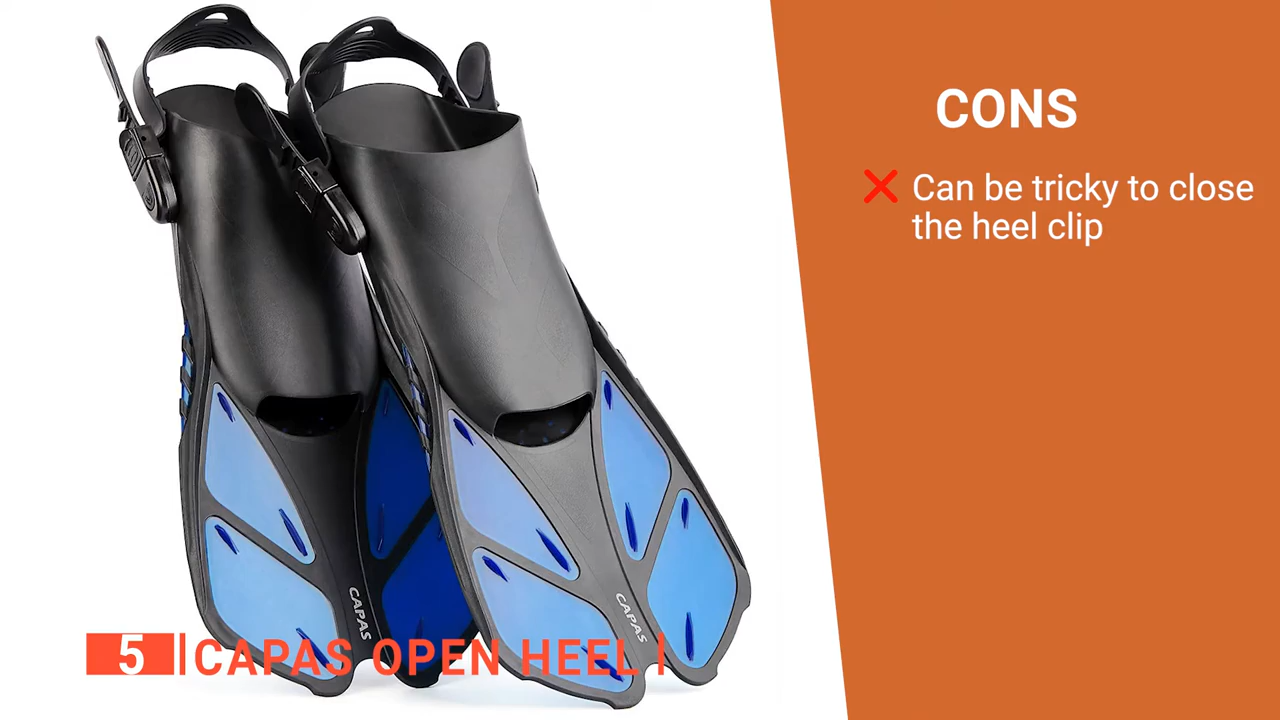 CONS
Can be tricky to close
the heel clip
CAPAS
CAPAS
5 CAPAS OPEN HEEL